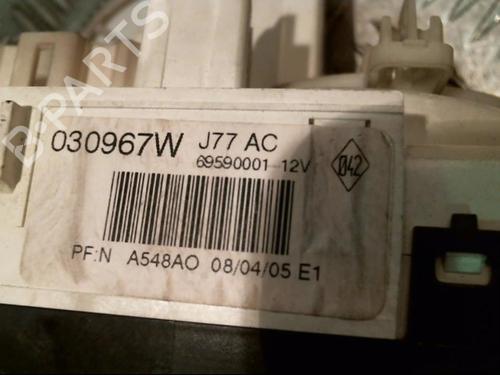 030967W J77 AC
69590001 12V
042
PF:N A548AO 08/04/05 E1
B-PARTS